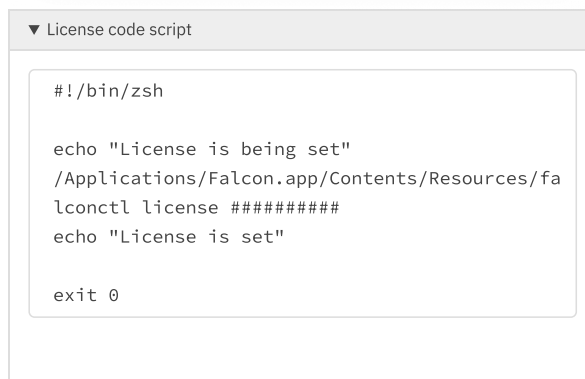 ▼ License code script
#!/bin/zsh
echo "License is being set"
/Applications/Falcon.app/Contents/Resources/fa
lconctl license ##########
echo "License is set"
exit 0